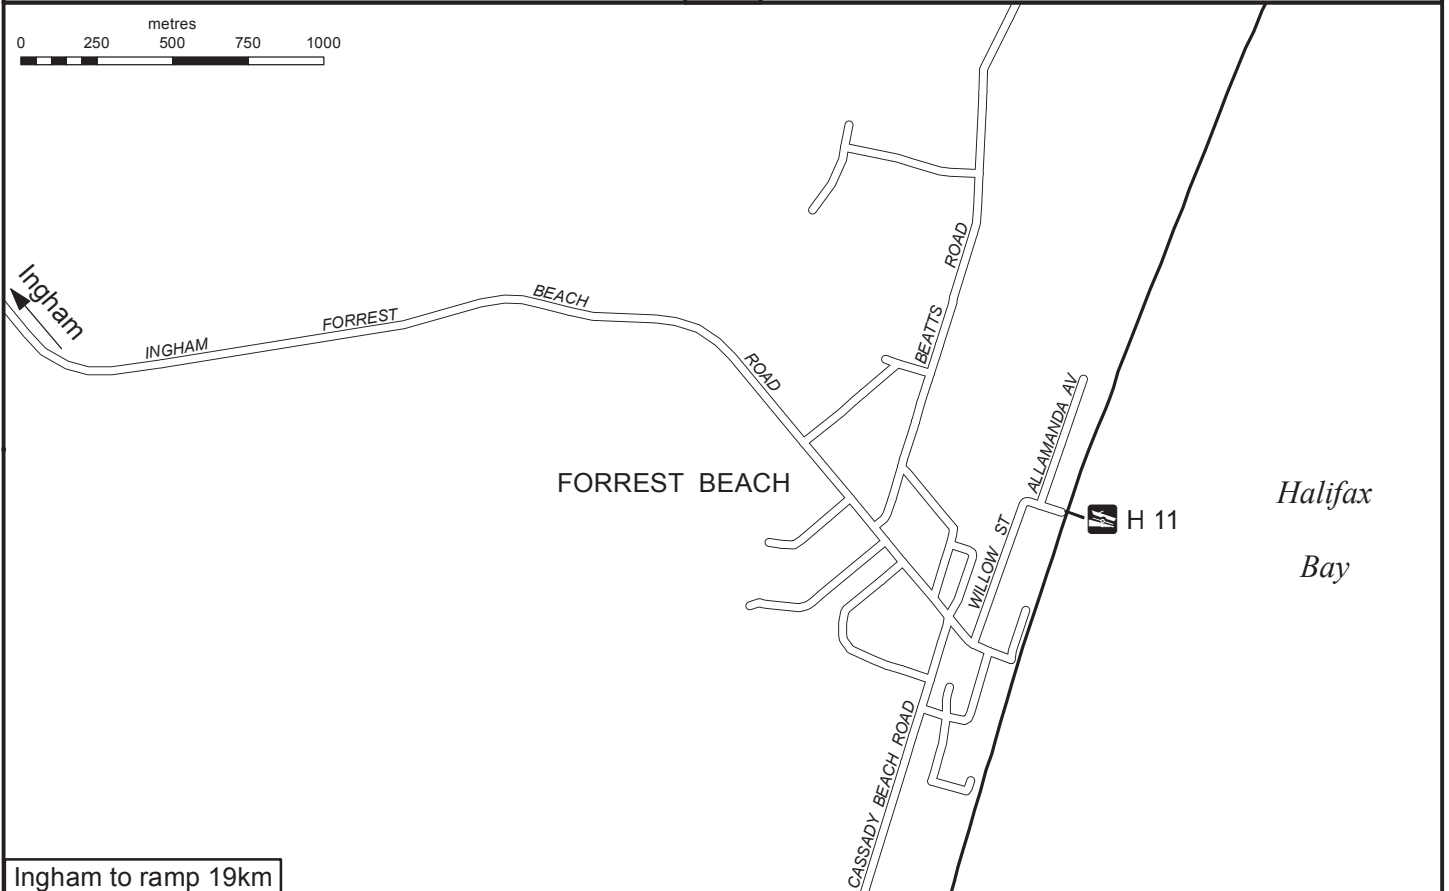 metres
0 250 500 750 1000
Ingham
INGHAM FORREST BEACH ROAD
BEATTS ROAD
ALLAMANDA AV
FORREST BEACH
Halifax
Bay
H 11
WILLOW ST
CASSADY BEACH ROAD
Ingham to ramp 19km